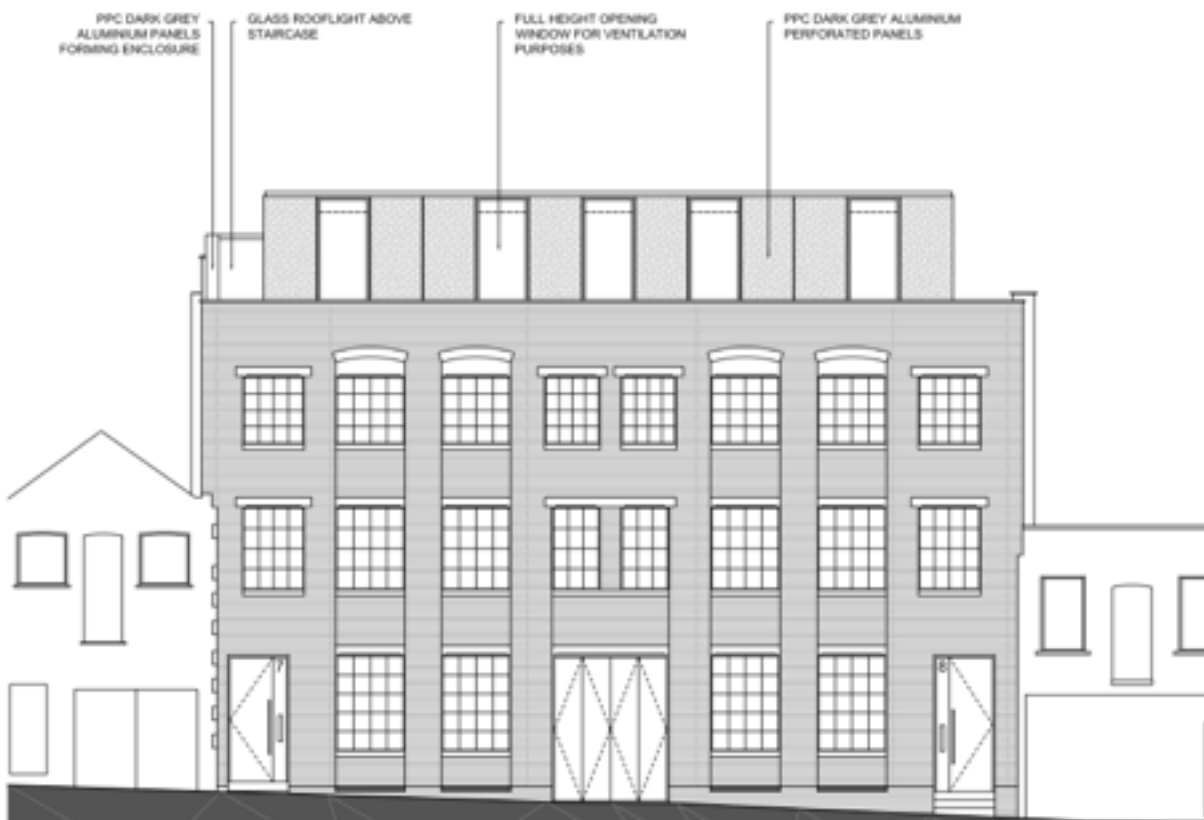 PPC DARK GREY
ALUMINIUM PANELS
FORMING ENCLOSURE
GLASS ROOFLIGHT ABOVE
STAIRCASE
FULL HEIGHT OPENING
WINDOW FOR VENTILATION
PURPOSES
PPC DARK GREY ALUMINIUM
PERFORATED PANELS
7
8